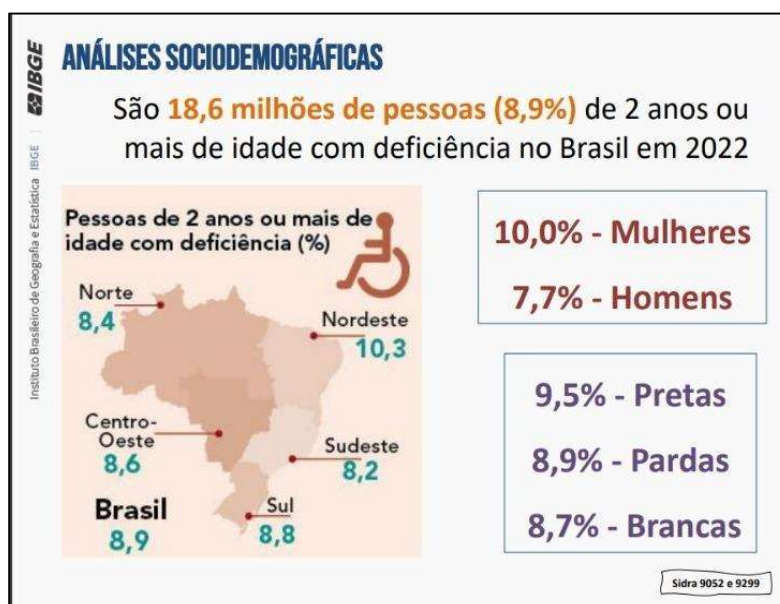 IBGE
Instituto Brasileiro de Geografia e Estatística IBGE
ANÁLISES SOCIODEMOGRÁFICAS
São 18,6 milhões de pessoas (8,9%) de 2 anos ou
mais de idade com deficiência no Brasil em 2022
Pessoas de 2 anos ou mais de
idade com deficiência (%)
Norte
8,4
Nordeste
10,3
Centro-
Oeste
8,6
Sudeste
8,2
Brasil
8,9
Sul
8,8
10,0% - Mulheres
7,7% - Homens
9,5% - Pretas
8,9% - Pardas
8,7% - Brancas
Sidra 9052 e 9299